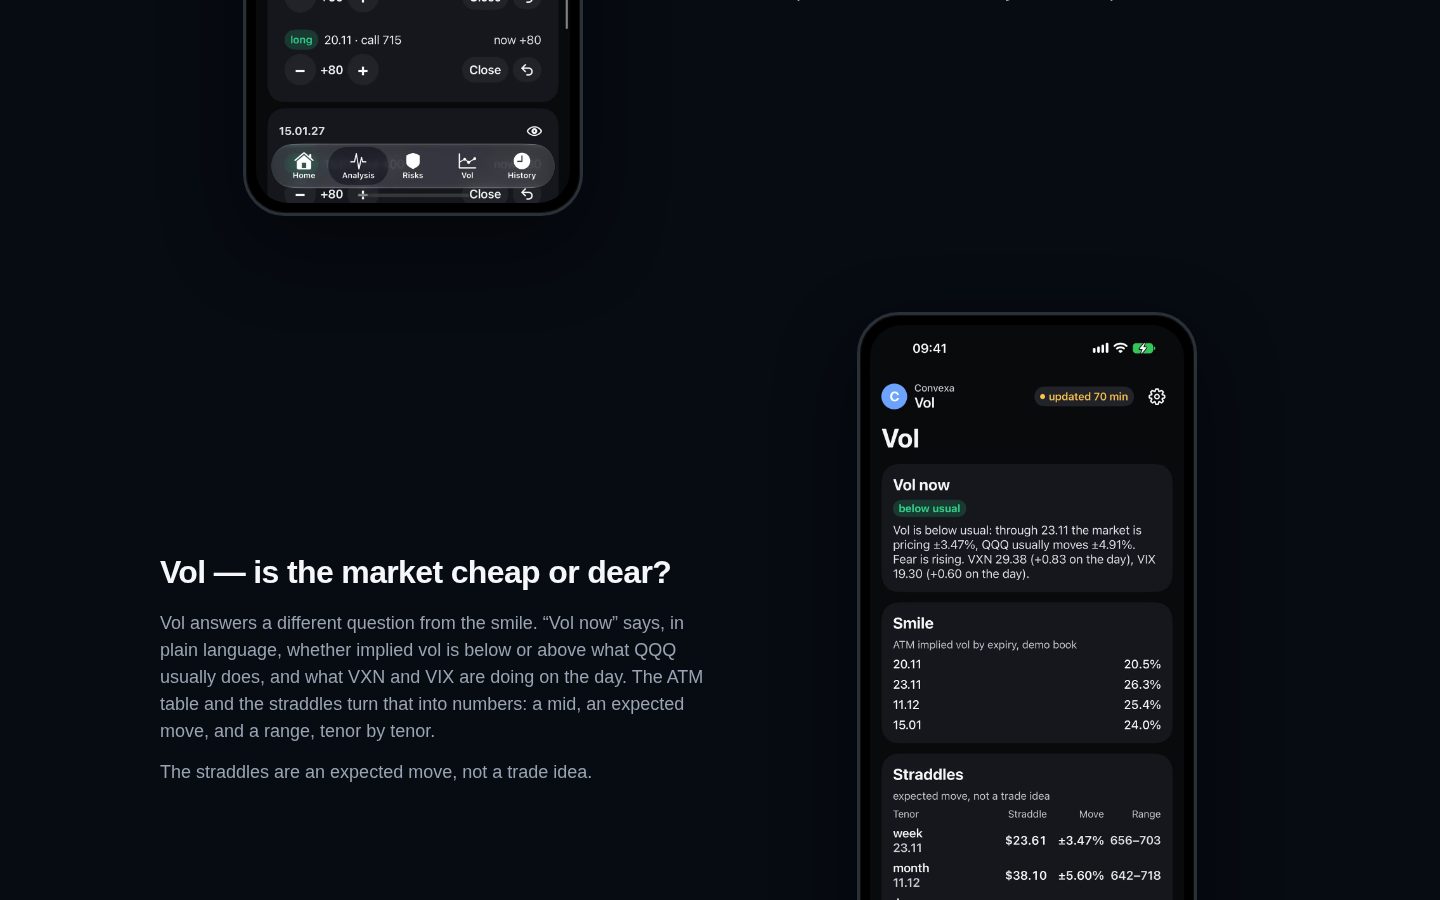 long 20.11 · call 715 now +80
− +80 + Close
15.01.27
Home Analysis Risks Vol History
− +80 + Close
Vol — is the market cheap or dear?
Vol answers a different question from the smile. “Vol now” says, in
plain language, whether implied vol is below or above what QQQ
usually does, and what VXN and VIX are doing on the day. The ATM
table and the straddles turn that into numbers: a mid, an expected
move, and a range, tenor by tenor.
The straddles are an expected move, not a trade idea.
09:41
C Convexa
Vol
updated 70 min
Vol
Vol now
below usual
Vol is below usual: through 23.11 the market is
pricing ±3.47%, QQQ usually moves ±4.91%.
Fear is rising. VXN 29.38 (+0.83 on the day), VIX
19.30 (+0.60 on the day).
Smile
ATM implied vol by expiry, demo book
20.11 20.5%
23.11 26.3%
11.12 25.4%
15.01 24.0%
Straddles
expected move, not a trade idea
Tenor Straddle Move Range
week
23.11 $23.61 ±3.47% 656–703
month
11.12 $38.10 ±5.60% 642–718